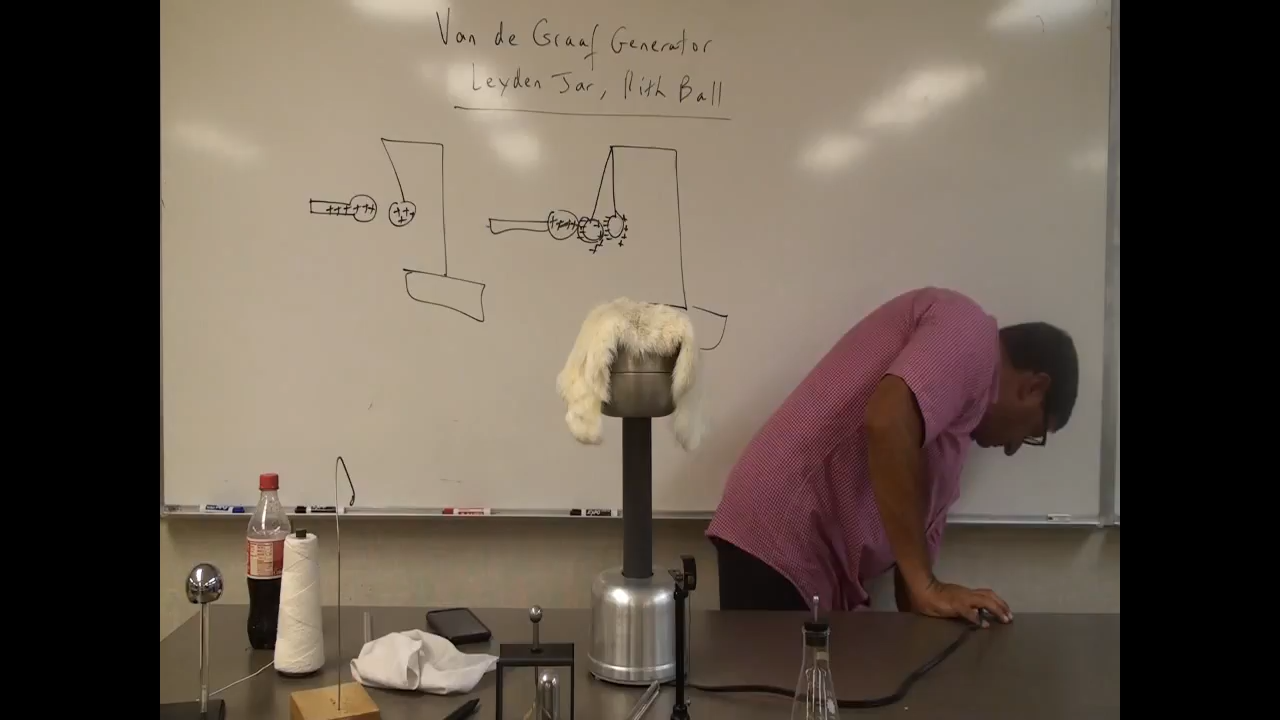 Van de Graaf Generator
Leyden Jar, Pith Ball
+++ +++ +++
++++